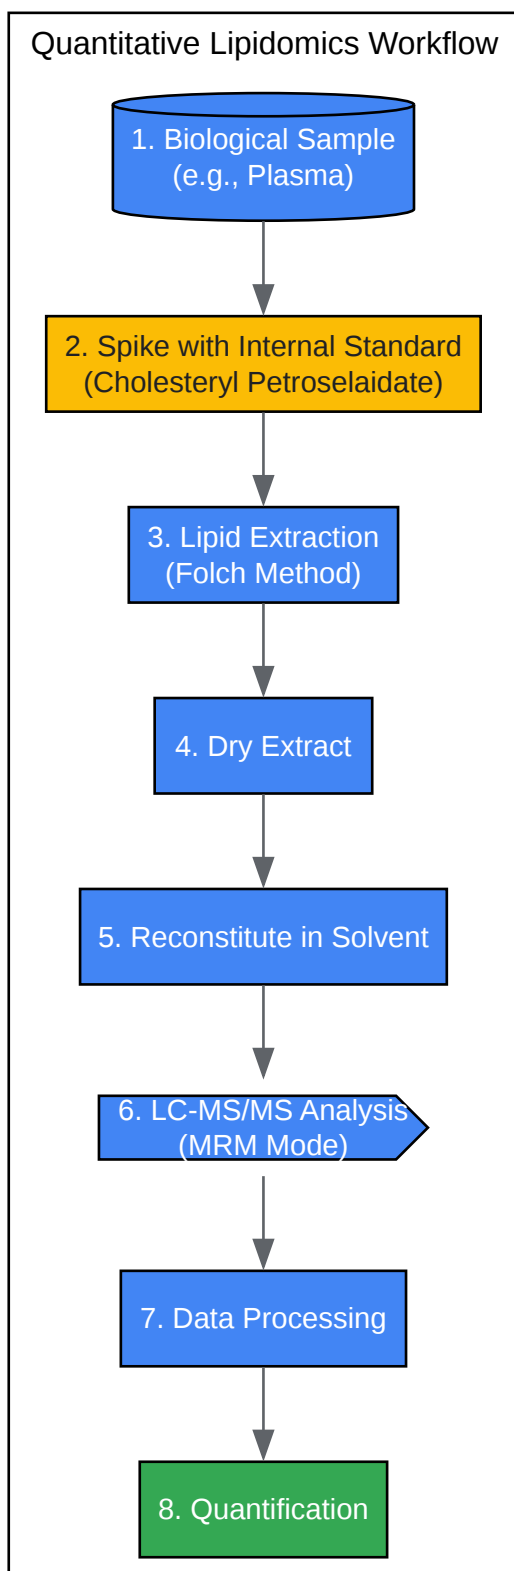 Quantitative Lipidomics Workflow
1. Biological Sample
(e.g., Plasma)
2. Spike with Internal Standard
(Cholesteryl Petroselaidate)
3. Lipid Extraction
(Folch Method)
4. Dry Extract
5. Reconstitute in Solvent
6. LC-MS/MS Analysis
(MRM Mode)
7. Data Processing
8. Quantification